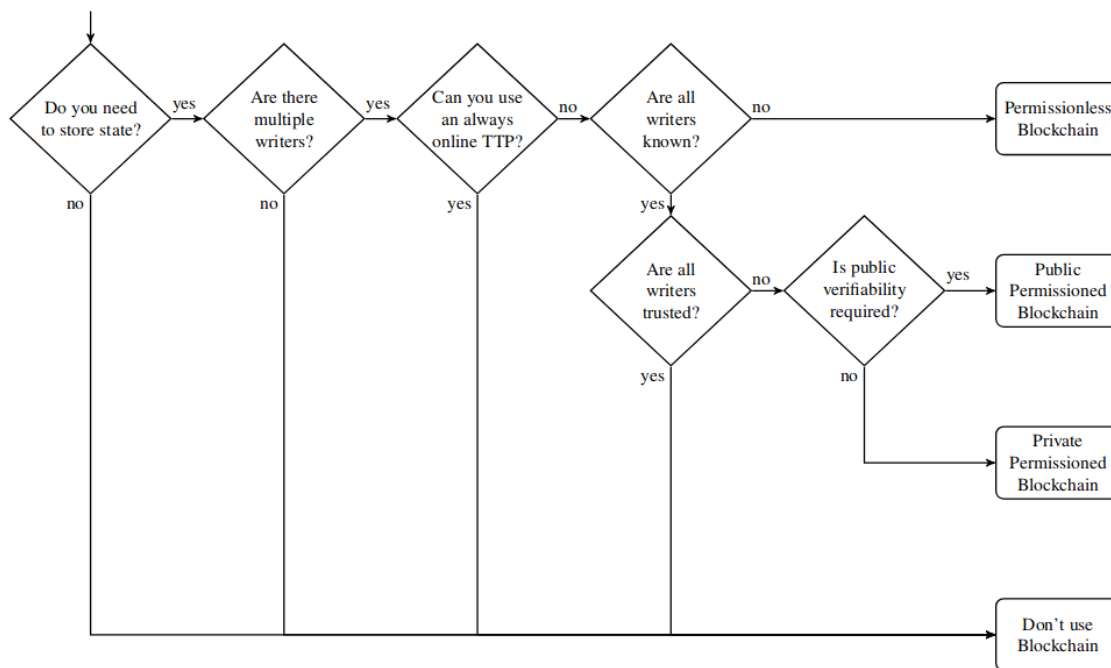 Do you need
to store state?
yes
no
Are there
multiple
writers?
yes
no
Can you use
an always
online TTP?
no
yes
Are all
writers
known?
no
yes
Permissionless
Blockchain
Are all
writers
trusted?
no
yes
Is public
verifiability
required?
yes
no
Public
Permissioned
Blockchain
Private
Permissioned
Blockchain
Don't use
Blockchain